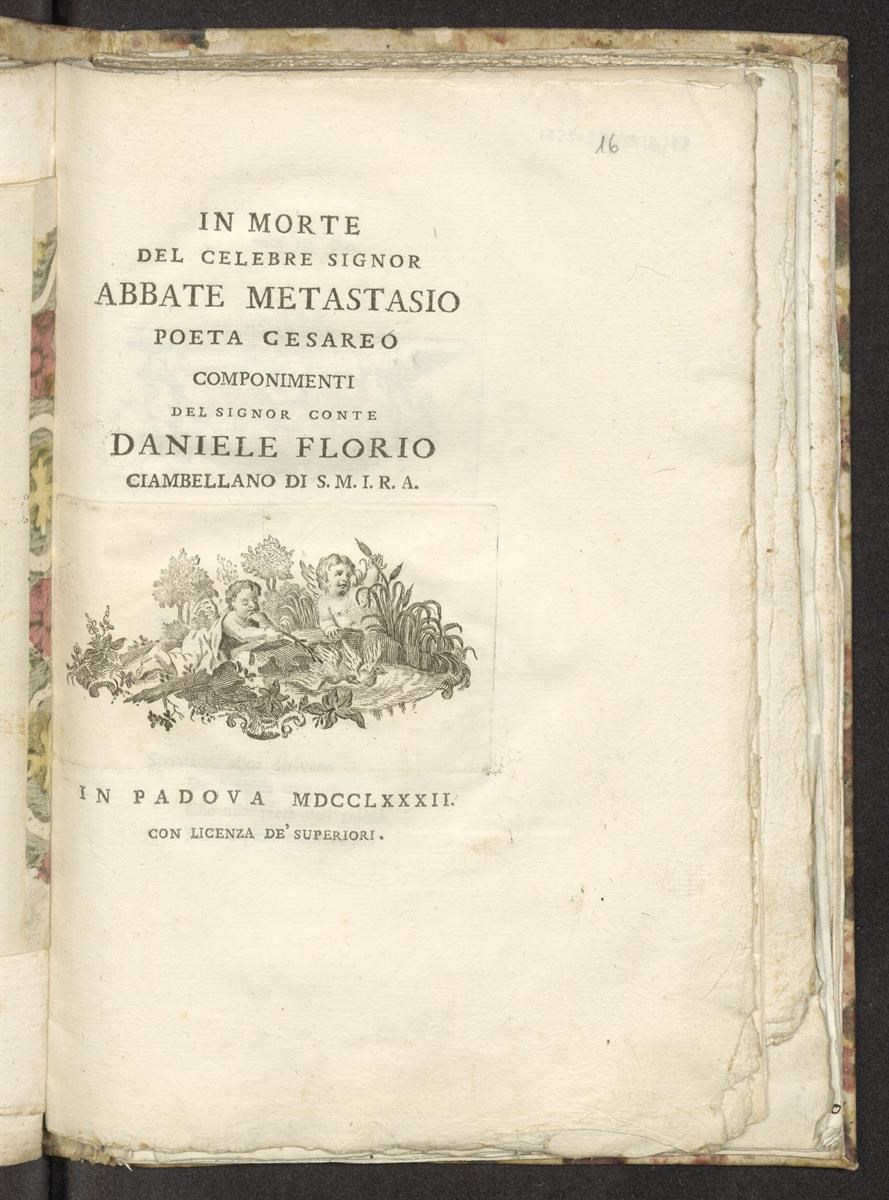 16
IN MORTE
DEL CELEBRE SIGNOR
ABBATE METASTASIO
POETA CESAREO
COMPONIMENTI
DEL SIGNOR CONTE
DANIELE FLORIO
CIAMBELLANO DI S. M. I. R. A.
IN PADOVA MDCCLXXXII.
CON LICENZA DE' SUPERIORI.